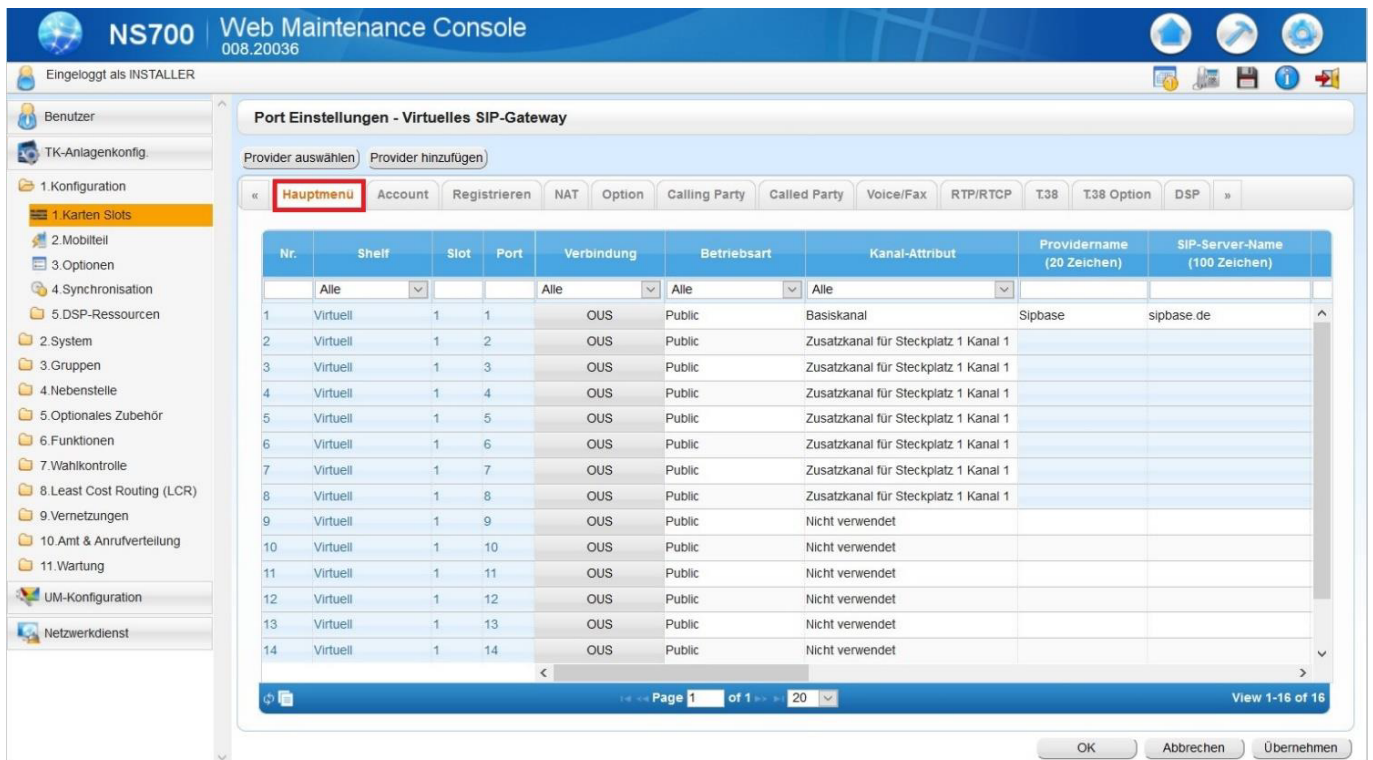 NS700
Web Maintenance Console
008.20036
Eingeloggt als INSTALLER
Benutzer
TK-Anlagenkonfig.
1.Konfiguration
1.Karten Slots
2.Mobilteil
3.Optionen
4.Synchronisation
5.DSP-Ressourcen
2.System
3.Gruppen
4.Nebenstelle
5.Optionales Zubehör
6.Funktionen
7.Wahlkontrolle
8.Least Cost Routing (LCR)
9.Vernetzungen
10.Amt & Anrufverteilung
11.Wartung
UM-Konfiguration
Netzwerkdienst
Port Einstellungen - Virtuelles SIP-Gateway
Provider auswählen Provider hinzufügen
« Hauptmenü Account Registrieren NAT Option Calling Party Called Party Voice/Fax RTP/RTCP T.38 T.38 Option DSP »
Nr. Shelf Slot Port Verbindung Betriebsart Kanal-Attribut Providername (20 Zeichen) SIP-Server-Name (100 Zeichen)
Alle Alle Alle Alle
1 Virtuell 1 1 OUS Public Basiskanal Sipbase sipbase.de
2 Virtuell 1 2 OUS Public Zusatzkanal für Steckplatz 1 Kanal 1
3 Virtuell 1 3 OUS Public Zusatzkanal für Steckplatz 1 Kanal 1
4 Virtuell 1 4 OUS Public Zusatzkanal für Steckplatz 1 Kanal 1
5 Virtuell 1 5 OUS Public Zusatzkanal für Steckplatz 1 Kanal 1
6 Virtuell 1 6 OUS Public Zusatzkanal für Steckplatz 1 Kanal 1
7 Virtuell 1 7 OUS Public Zusatzkanal für Steckplatz 1 Kanal 1
8 Virtuell 1 8 OUS Public Zusatzkanal für Steckplatz 1 Kanal 1
9 Virtuell 1 9 OUS Public Nicht verwendet
10 Virtuell 1 10 OUS Public Nicht verwendet
11 Virtuell 1 11 OUS Public Nicht verwendet
12 Virtuell 1 12 OUS Public Nicht verwendet
13 Virtuell 1 13 OUS Public Nicht verwendet
14 Virtuell 1 14 OUS Public Nicht verwendet
Page 1 of 1 20 View 1-16 of 16
OK Abbrechen Übernehmen